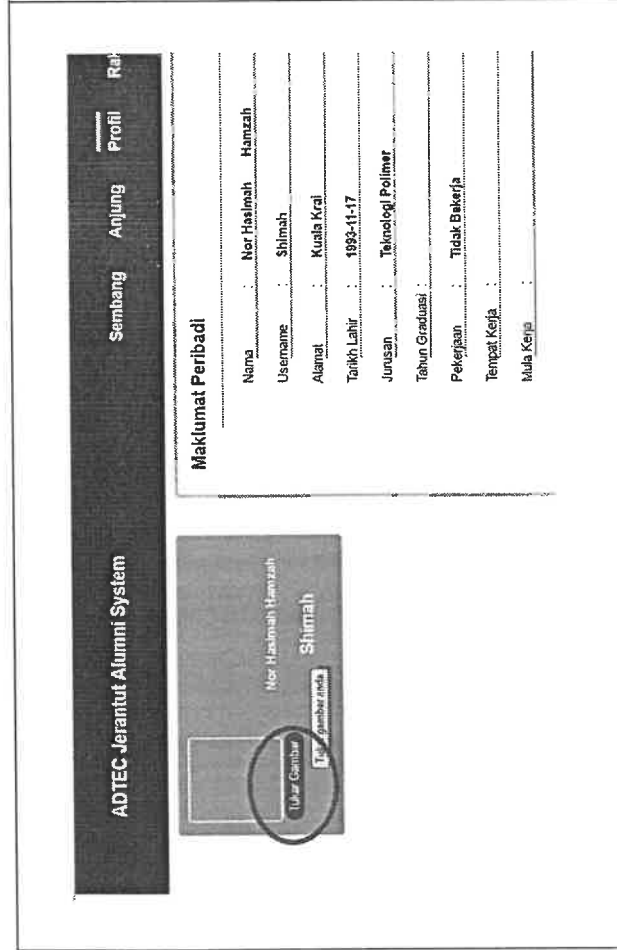 ADTEC Jerantut Alumni System
Sembang Anjung Profil Ra
Nor Hasimah Hamzah
Shimah
Tukar Gambar
Tukar gambar anda
Maklumat Peribadi
Nama : Nor Hasimah Hamzah
Username : Shimah
Alamat : Kuala Krai
Tarikh Lahir : 1993-11-17
Jurusan : Teknologi Polimer
Tahun Graduasi :
Pekerjaan : Tidak Bekerja
Tempat Kerja :
Mula Kerja :